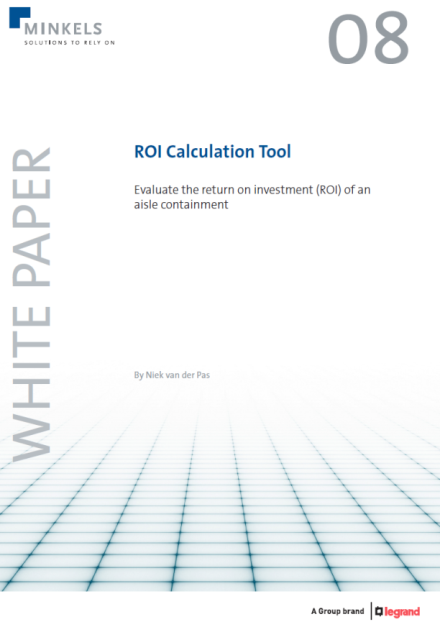 MINKELS
SOLUTIONS TO RELY ON
08
WHITE PAPER
ROI Calculation Tool
Evaluate the return on investment (ROI) of an
aisle containment
By Niek van der Pas
A Group brand
legrand